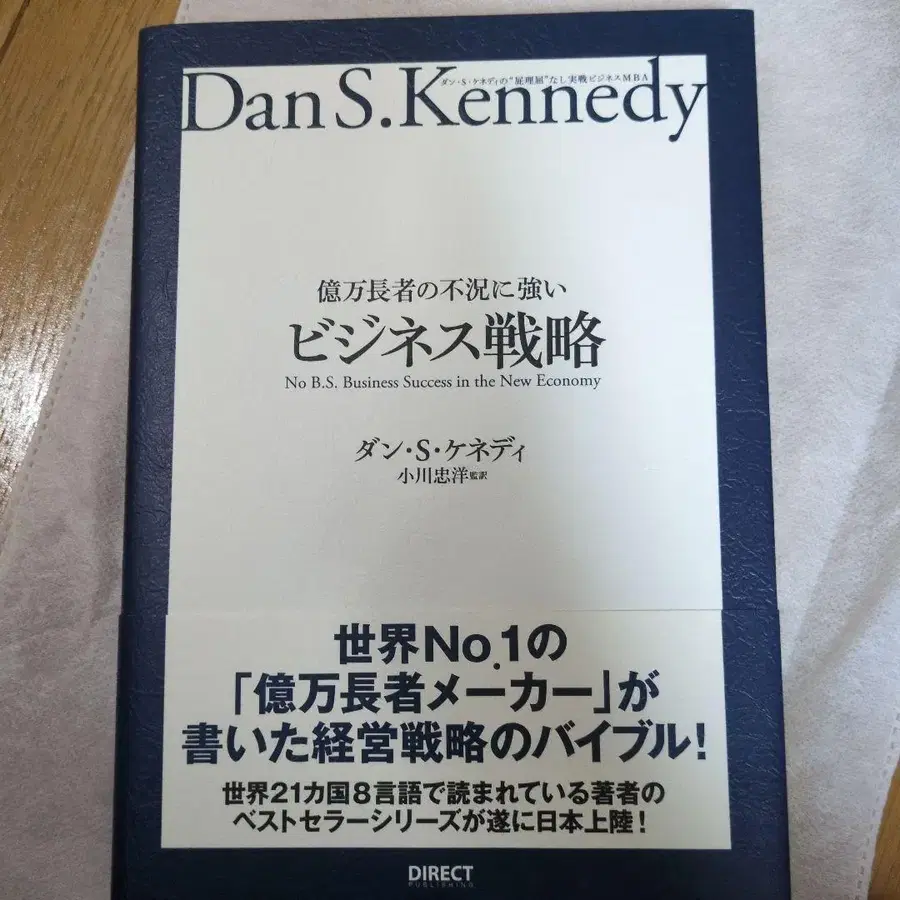 Dan S. Kennedy
ダン・S・ケネディの“屁理屈”なし実戦ビジネスMBA
億万長者の不況に強い
ビジネス戦略
No B.S. Business Success in the New Economy
ダン・S・ケネディ
小川忠洋監訳
世界No.1の
「億万長者メーカー」が
書いた経営戦略のバイブル!
世界21カ国8言語で読まれている著者の
ベストセラーシリーズが遂に日本上陸!
DIRECT
PUBLISHING